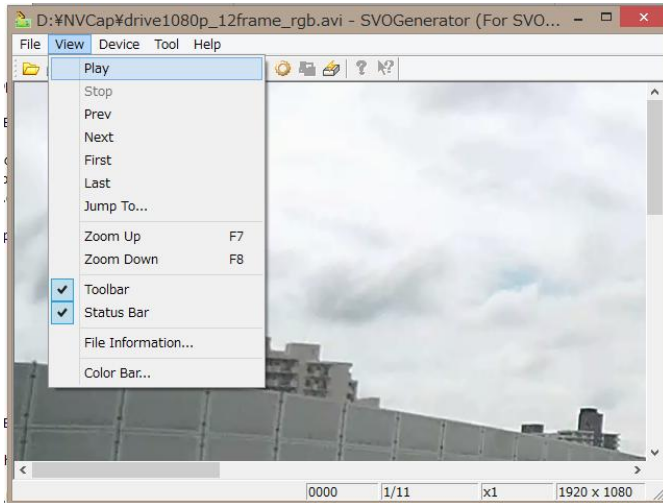 D:¥NVCap¥drive1080p_12frame_rgb.avi - SVOGenerator (For SVO...
File View Device Tool Help
Play
Stop
Prev
Next
First
Last
Jump To...
Zoom Up F7
Zoom Down F8
Toolbar
Status Bar
File Information...
Color Bar...
0000 1/11 x1 1920 x 1080